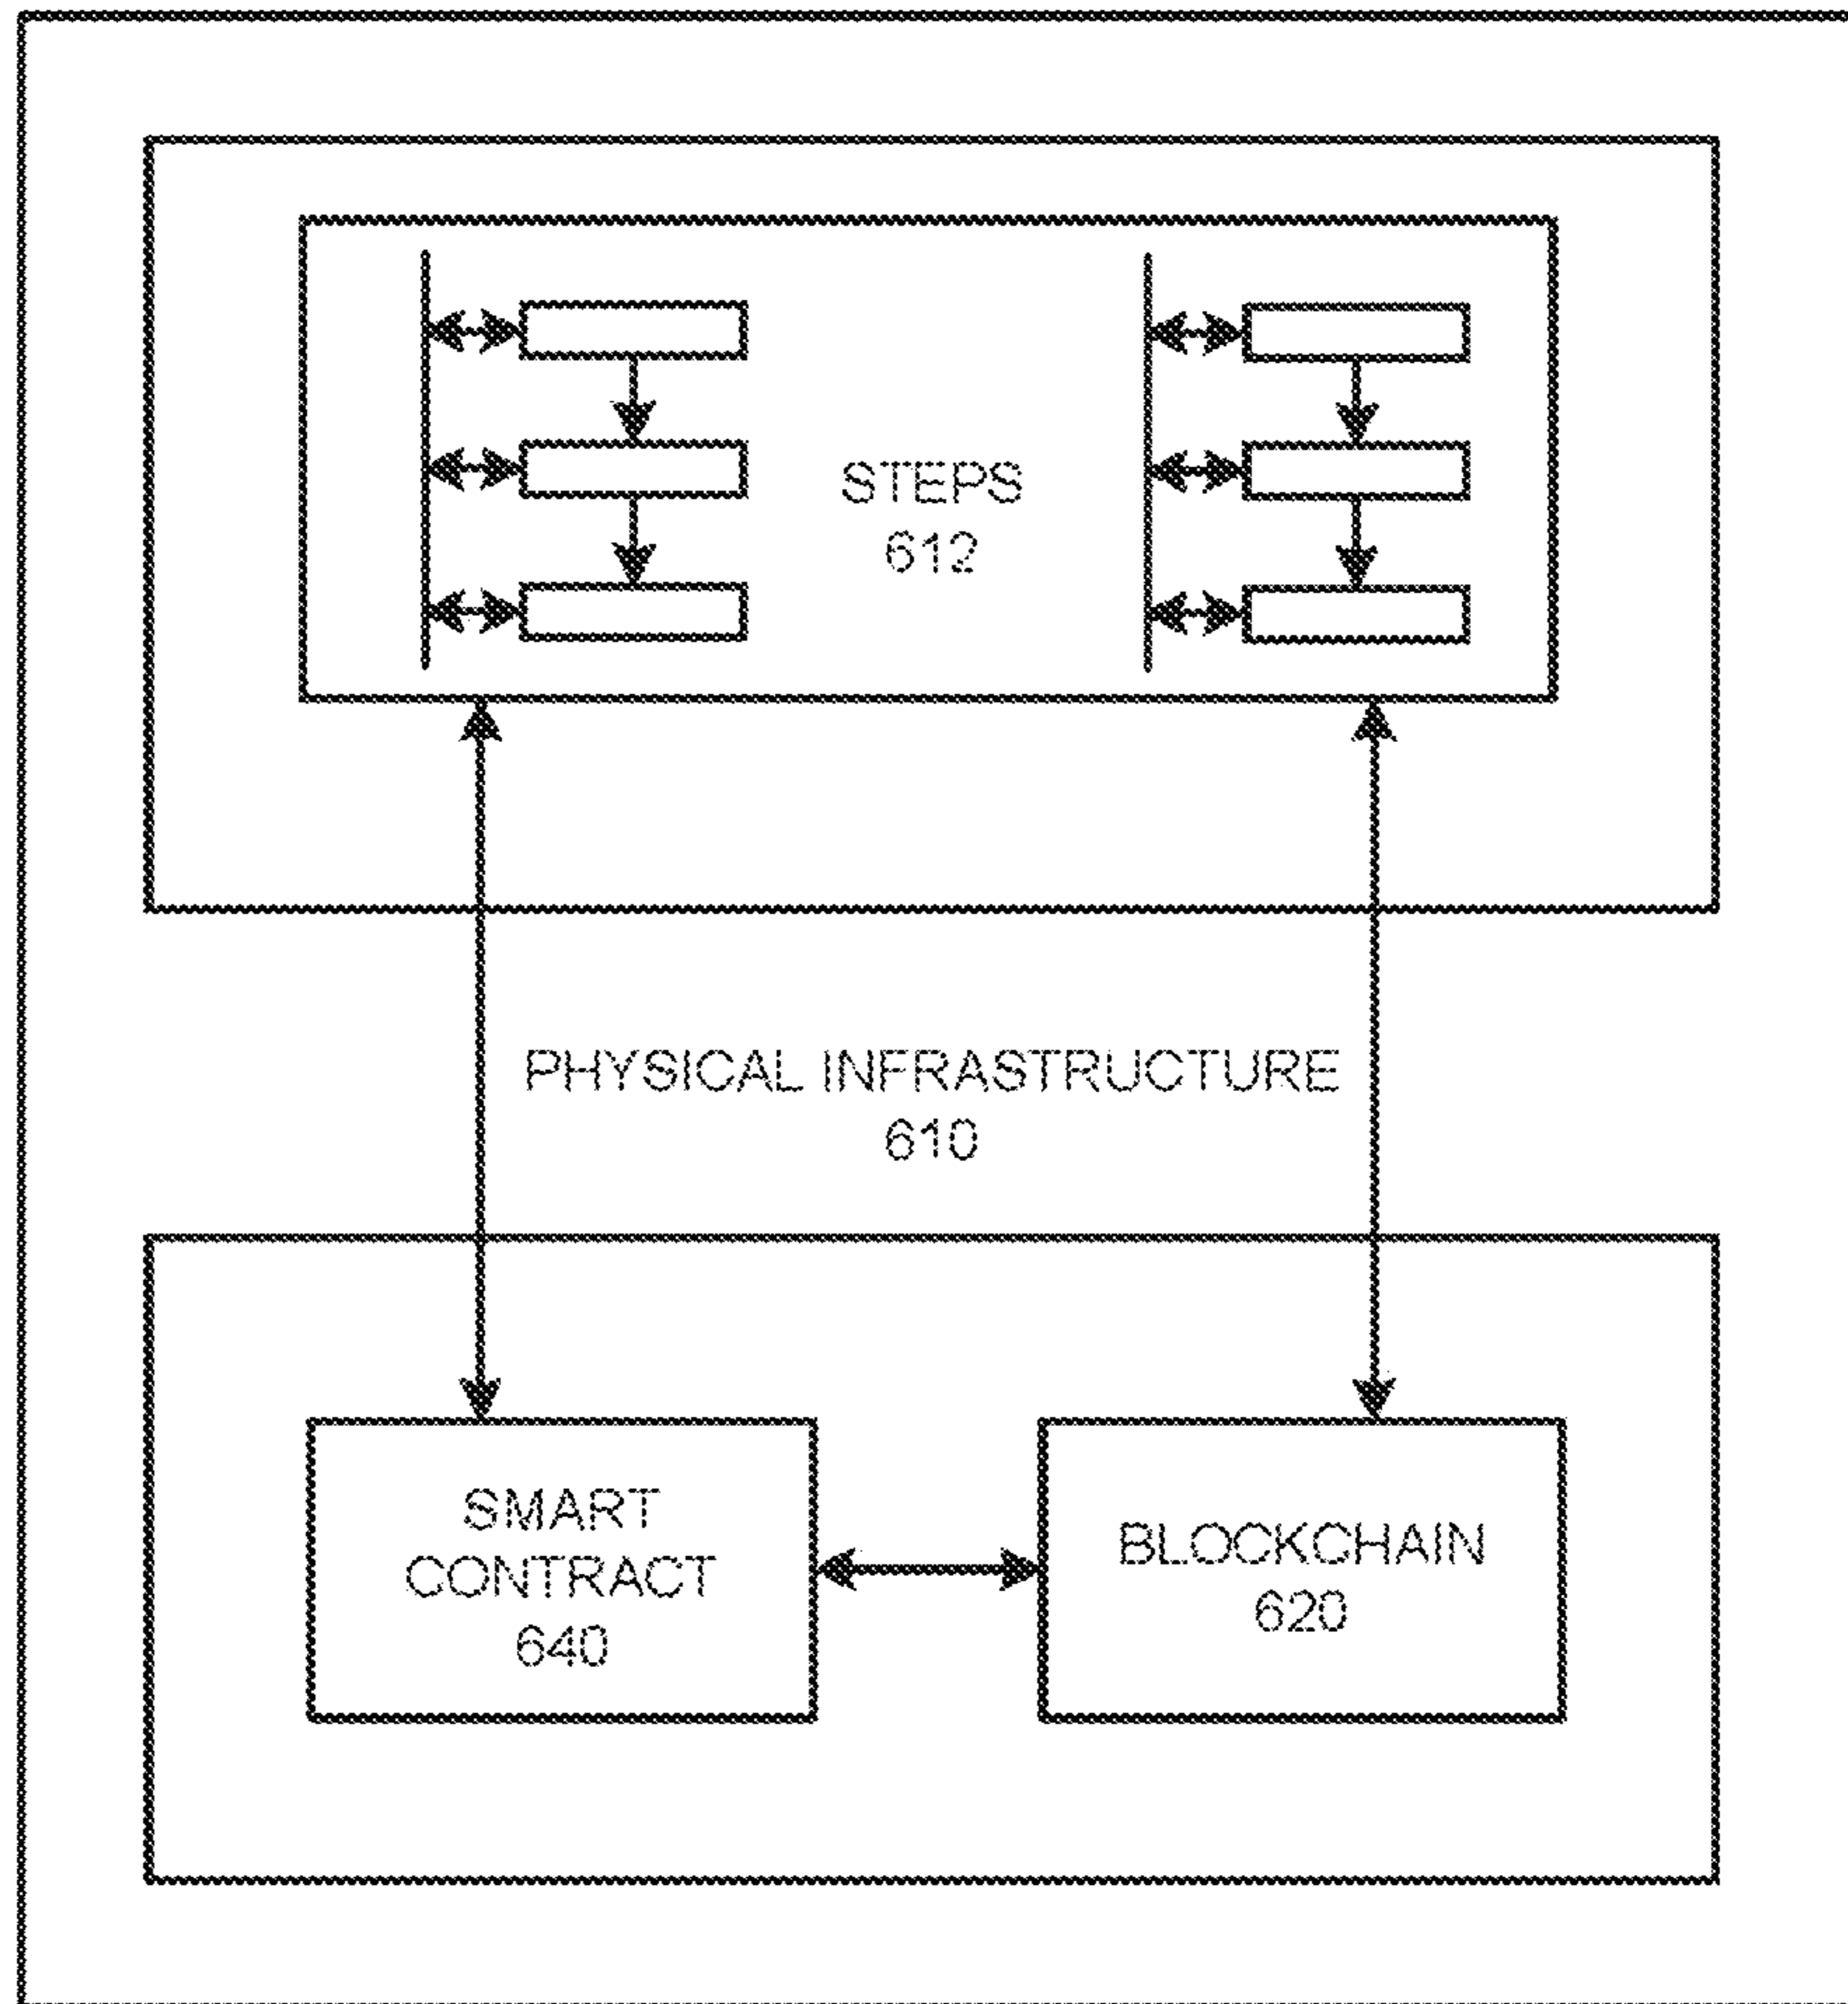 STEPS
612
PHYSICAL INFRASTRUCTURE
610
SMART
CONTRACT
640
BLOCKCHAIN
620